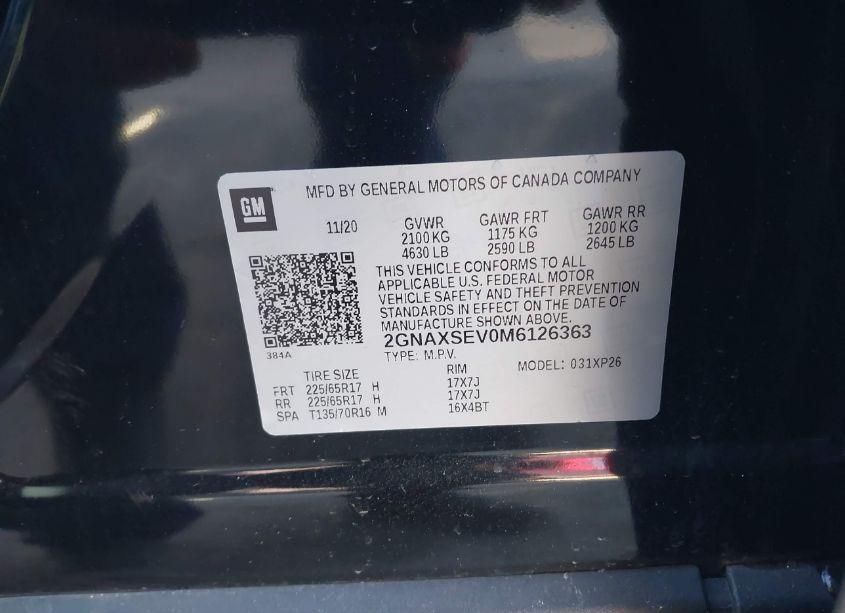 GM
MFD BY GENERAL MOTORS OF CANADA COMPANY
11/20 GVWR GAWR FRT GAWR RR
2100 KG 1175 KG 1200 KG
4630 LB 2590 LB 2645 LB
THIS VEHICLE CONFORMS TO ALL
APPLICABLE U.S. FEDERAL MOTOR
VEHICLE SAFETY AND THEFT PREVENTION
STANDARDS IN EFFECT ON THE DATE OF
MANUFACTURE SHOWN ABOVE.
2GNAXSEV0M6126363
384A
TYPE: M.P.V. MODEL: 031XP26
TIRE SIZE RIM
FRT 225/65R17 H 17X7J
RR 225/65R17 H 17X7J
SPA T135/70R16 M 16X4BT